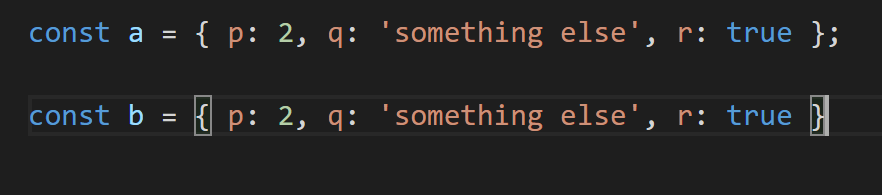 const a = { p: 2, q: 'something else', r: true };
const b = { p: 2, q: 'something else', r: true }